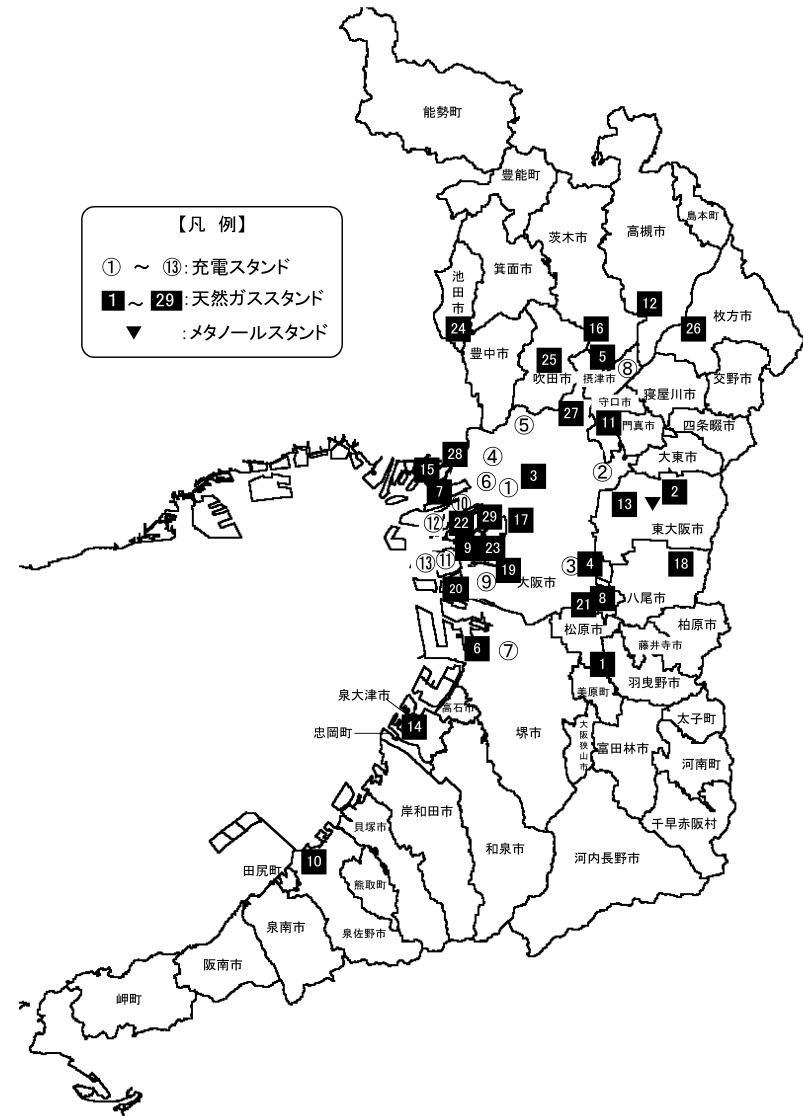 能勢町
豊能町
島本町
高槻市
茨木市
箕面市
池田市
【凡 例】
① ～ ⑬:充電スタンド
1～29:天然ガススタンド
▼:メタノールスタンド
12
枚方市
24
16
26
豊中市
25
5
吹田市
摂津市
⑧
交野市
寝屋川市
守口市
27
11
門真市
四条畷市
⑤
28
④
大東市
15
②
3
⑥
①
7
2
13
▼
⑩
⑫
22
29
17
東大阪市
9
23
⑬
⑪
③
4
18
19
大阪市
⑨
20
21
8
八尾市
柏原市
松原市
藤井寺市
6
⑦
1
羽曳野市
美原町
泉大津市
高石市
太子町
14
忠岡町
堺市
大阪狭山市
富田林市
河南町
岸和田市
貝塚市
千早赤阪村
和泉市
河内長野市
10
田尻町
熊取町
泉南市
泉佐野市
阪南市
岬町